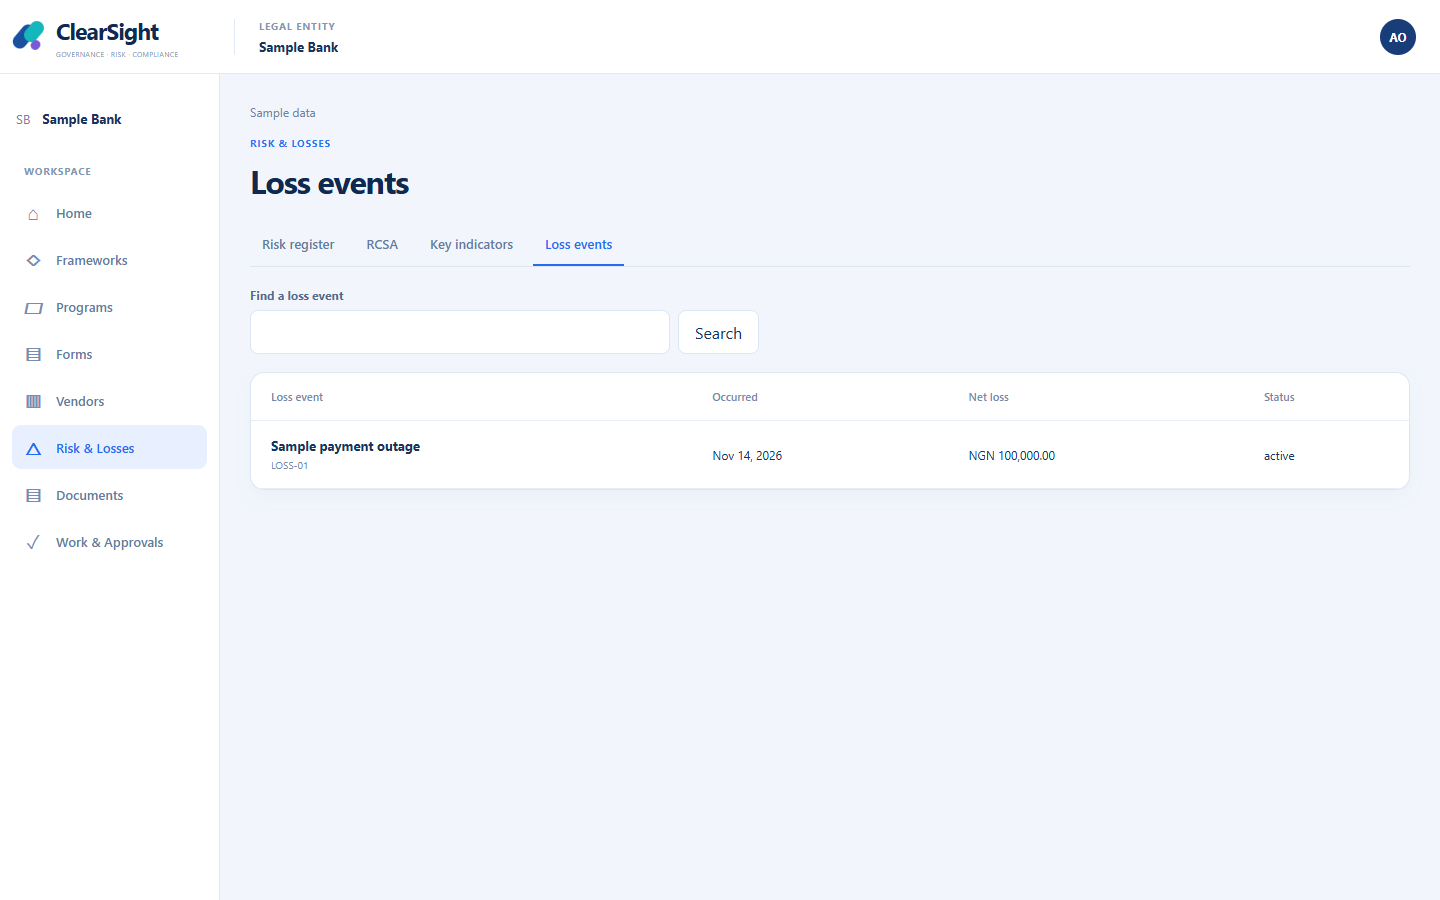 ClearSight
GOVERNANCE · RISK · COMPLIANCE
LEGAL ENTITY
Sample Bank
AO
SB Sample Bank
WORKSPACE
Home
Frameworks
Programs
Forms
Vendors
Risk & Losses
Documents
Work & Approvals
Sample data
RISK & LOSSES
Loss events
Risk register RCSA Key indicators Loss events
Find a loss event
Search
Loss event Occurred Net loss Status
Sample payment outage
LOSS-01
Nov 14, 2026 NGN 100,000.00 active